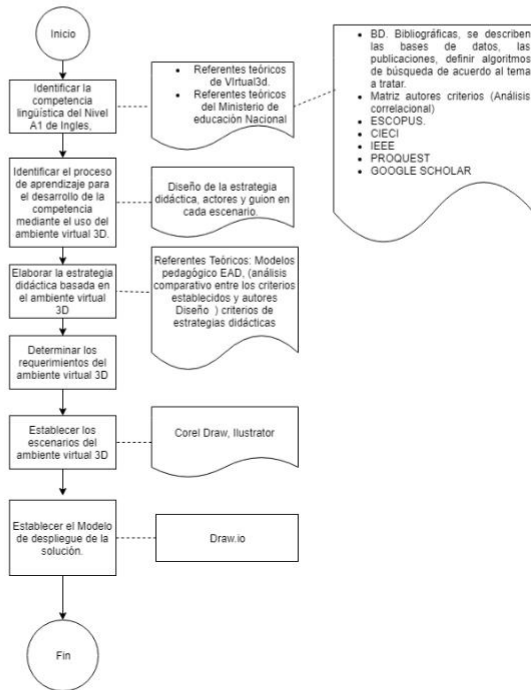 Inicio
Identificar la
competencia
lingüística del Nivel
A1 de Ingles,
• Referentes teóricos
de VIrtual3d.
• Referentes teóricos
del Ministerio de
educación Nacional
• BD. Bibliográficas, se describen
las bases de datos, las
publicaciones, definir algoritmos
de búsqueda de acuerdo al tema
a tratar.
• Matriz autores criterios (Análisis
correlacional)
• ESCOPUS.
• CIECI
• IEEE
• PROQUEST
• GOOGLE SCHOLAR
Identificar el proceso
de aprendizaje para
el desarrollo de la
competencia
mediante el uso del
ambiente virtual 3D.
Diseño de la estrategia
didáctica, actores y guion en
cada escenario.
Elaborar la estrategia
didáctica basada en
el ambiente virtual
3D
Referentes Teóricos: Modelos
pedagógico EAD, (análisis
comparativo entre los criterios
establecidos y autores
Diseño ) criterios de
estrategias didácticas
Determinar los
requerimientos del
ambiente virtual 3D
Establecer los
escenarios del
ambiente virtual 3D
Corel Draw, Ilustrator
Establecer el Modelo
de despliegue de la
solución.
Draw.io
Fin